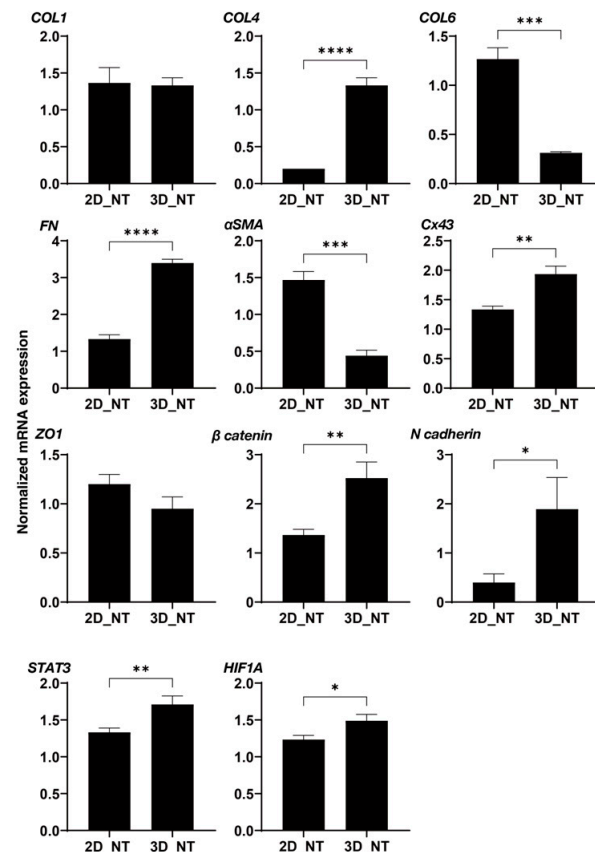 COL1
COL4
COL6
2.0
1.5
1.0
0.5
0.0
2D_NT 3D_NT
2.0
1.5
1.0
0.5
0.0
****
2D_NT 3D_NT
1.5
1.0
0.5
0.0
***
2D_NT 3D_NT
FN
αSMA
Cx43
4
3
2
1
0
****
2D_NT 3D_NT
2.0
1.5
1.0
0.5
0.0
***
2D_NT 3D_NT
2.5
2.0
1.5
1.0
0.5
0.0
**
2D_NT 3D_NT
Normalized mRNA expression
ZO1
β catenin
N cadherin
1.5
1.0
0.5
0.0
2D_NT 3D_NT
3
2
1
0
**
2D_NT 3D_NT
3
2
1
0
*
2D_NT 3D_NT
STAT3
HIF1A
2.0
1.5
1.0
0.5
0.0
**
2D_NT 3D_NT
2.0
1.5
1.0
0.5
0.0
*
2D_NT 3D_NT